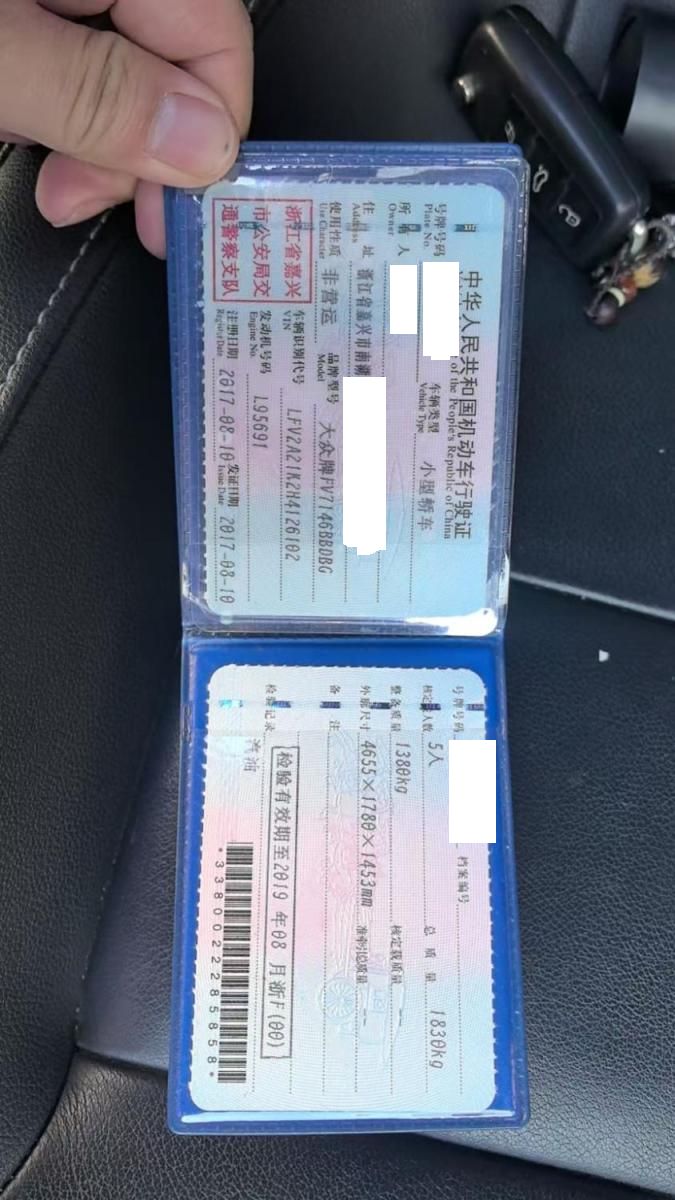 中华人民共和国机动车行驶证
of the People's Republic of China
号牌号码 车辆类型 小型轿车
Plate No. Vehicle Type
所 有 人
Owner
住 址 浙江省嘉兴市南湖
Address
使用性质 非营运 品牌型号 大众牌FV7146BBDBG
Use Character Model
浙江省嘉兴
市公安局交
通警察支队
车辆识别代号 LFV2A21K2H4126102
VIN
发动机号码 L95691
Engine No.
注册日期 2017-08-10 发证日期 2017-08-10
Register Date Issue Date
号牌号码 档案编号
核定载人数 5人 总 质 量 1830kg
整备质量 1380kg 核定载质量 --
外廓尺寸 4655×1780×1453mm 准牵引总质量 --
备 注
检验记录 检验有效期至2019 年08 月浙F(00)
汽油
*3380022285858*